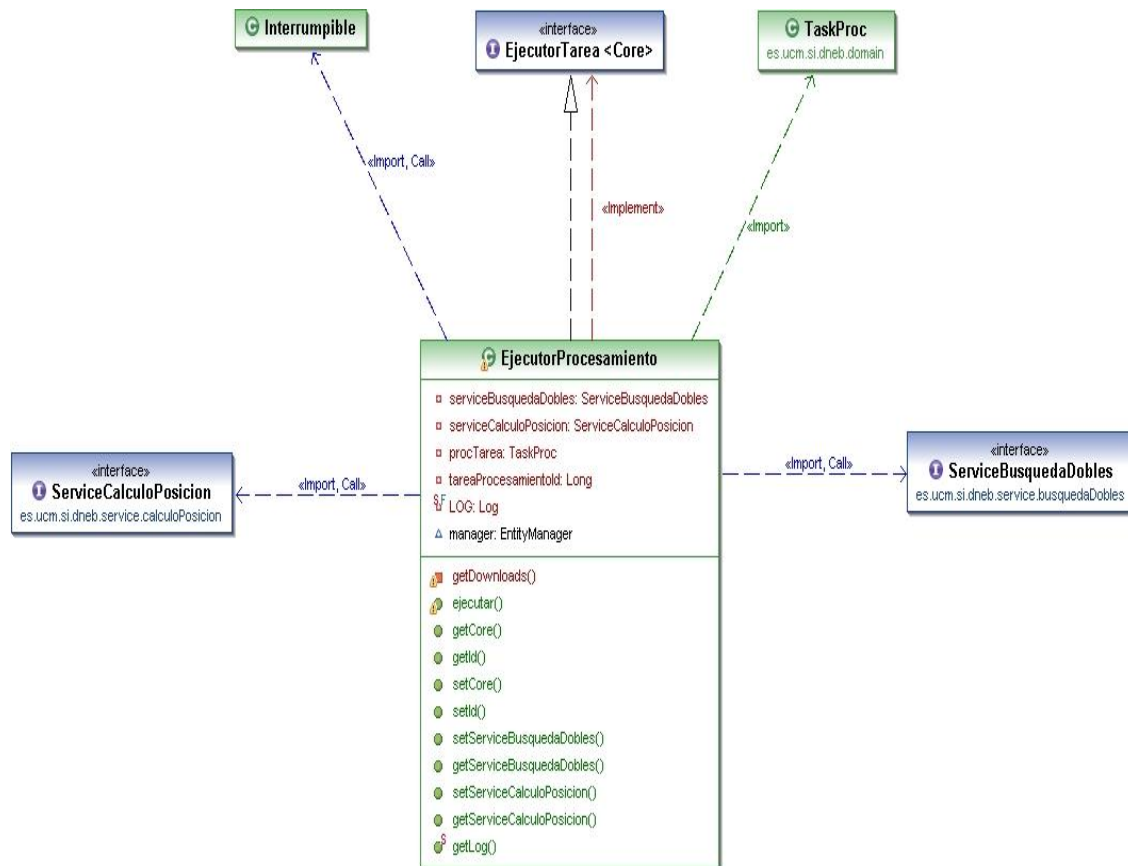 Interrumpible
«interface»
EjecutorTarea <Core>
TaskProc
es.ucm.si.dneb.domain
«Import, Call»
«Implement»
«Import»
EjecutorProcesamiento
serviceBusquedaDobles: ServiceBusquedaDobles
serviceCalculoPosicion: ServiceCalculoPosicion
procTarea: TaskProc
tareaProcesamientoId: Long
S F
LOG: Log
manager: EntityManager
«interface»
ServiceCalculoPosicion
es.ucm.si.dneb.service.calculoPosicion
«Import, Call»
«Import, Call»
«interface»
ServiceBusquedaDobles
es.ucm.si.dneb.service.busquedaDobles
getDownloads()
ejecutar()
getCore()
getId()
setCore()
setId()
setServiceBusquedaDobles()
getServiceBusquedaDobles()
setServiceCalculoPosicion()
getServiceCalculoPosicion()
S
getLog()